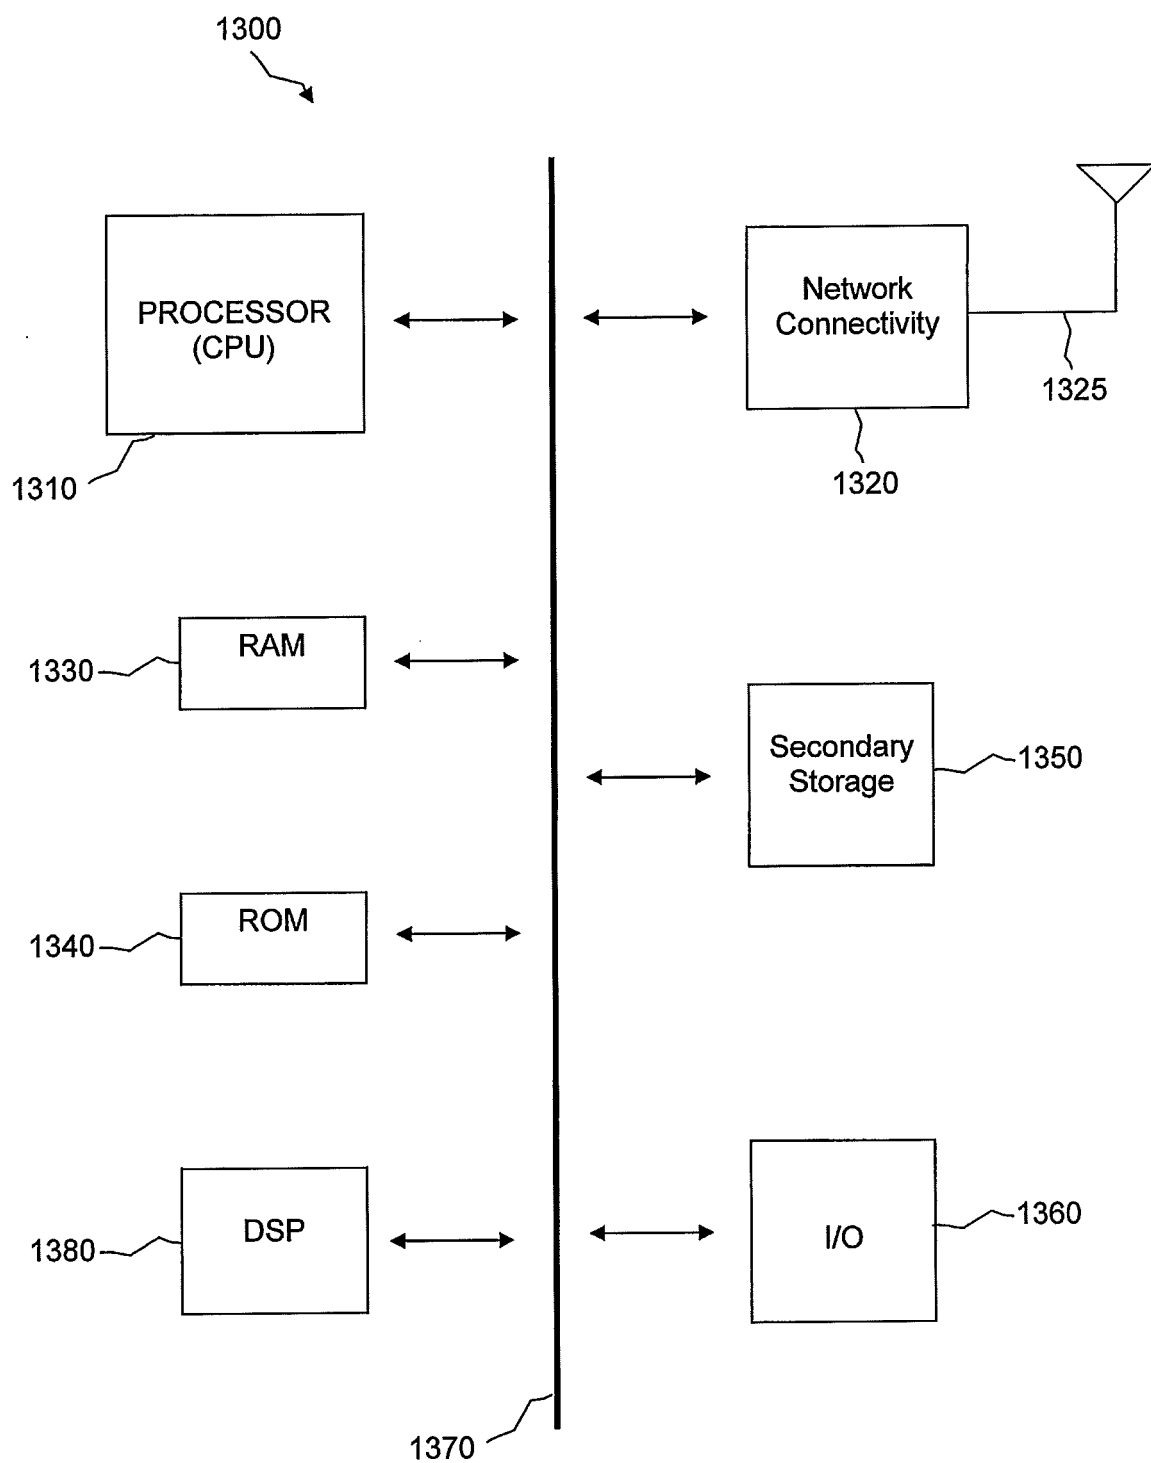 1300
PROCESSOR
(CPU)
1310
Network
Connectivity
1325
1320
RAM
1330
Secondary
Storage
1350
ROM
1340
DSP
1380
I/O
1360
1370